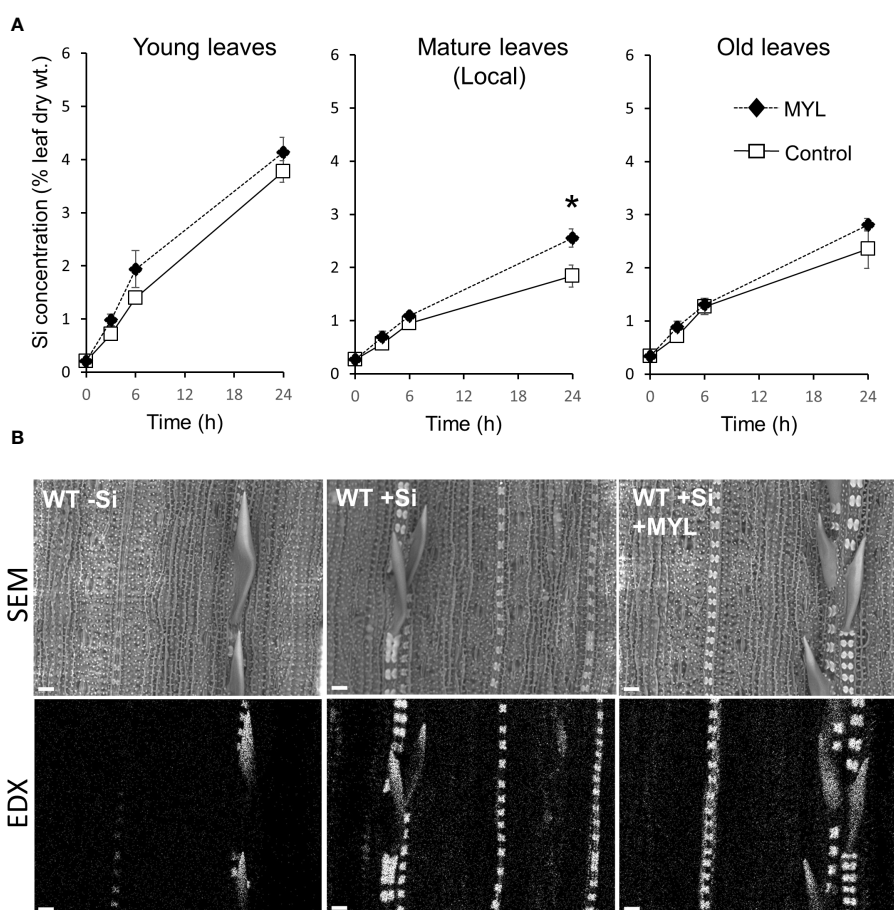 A
Young leaves
Mature leaves
(Local)
Old leaves
Si concentration (% leaf dry wt.)
6
5
4
3
2
1
0
0 6 12 18 24
Time (h)
6
5
4
3
2
1
0
*
0 6 12 18 24
Time (h)
6
5
4
3
2
1
0
MYL
Control
0 6 12 18 24
Time (h)
B
SEM
WT -Si
WT +Si
WT +Si
+MYL
EDX